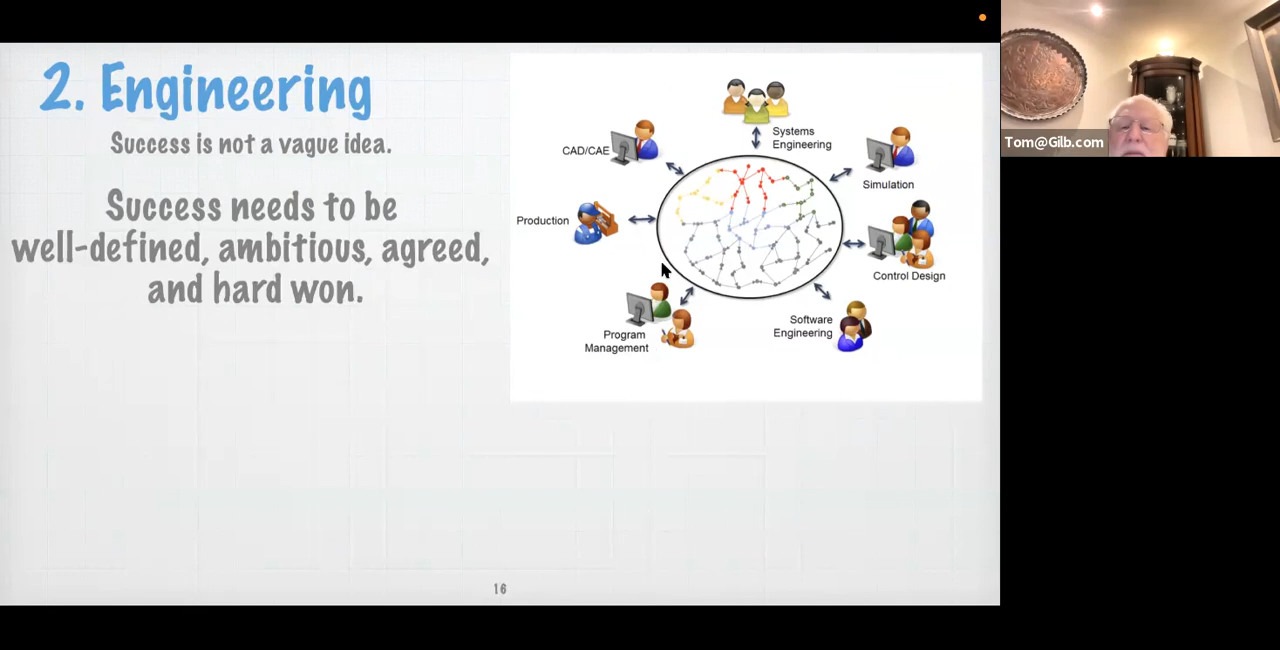 2. Engineering
Success is not a vague idea.
Success needs to be
well-defined, ambitious, agreed,
and hard won.
Systems
Engineering
CAD/CAE
Simulation
Production
Control Design
Software
Engineering
Program
Management
16
Tom@Gilb.com